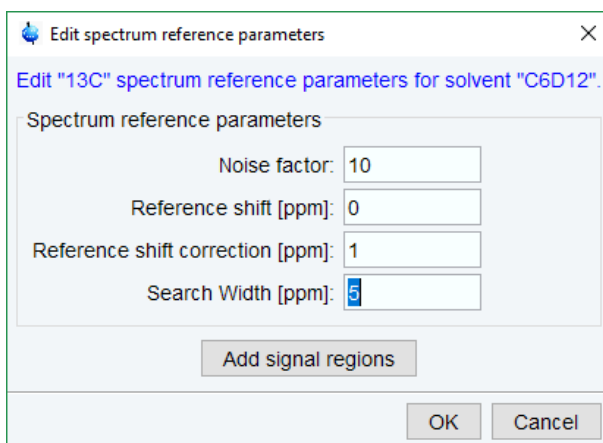 Edit spectrum reference parameters
Edit "13C" spectrum reference parameters for solvent "C6D12".
Spectrum reference parameters
Noise factor: 10
Reference shift [ppm]: 0
Reference shift correction [ppm]: 1
Search Width [ppm]: 5
Add signal regions
OK Cancel